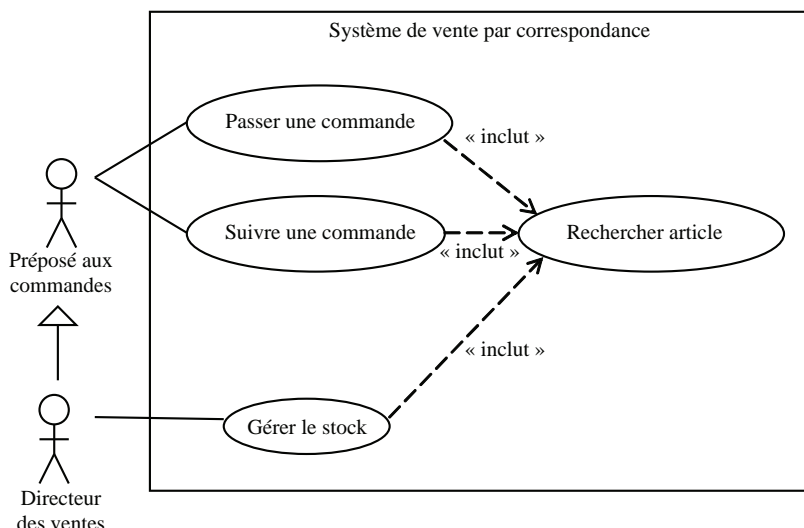 Système de vente par correspondance
Passer une commande
« inclut »
Suivre une commande
« inclut »
Rechercher article
Préposé aux
commandes
« inclut »
Gérer le stock
Directeur
des ventes